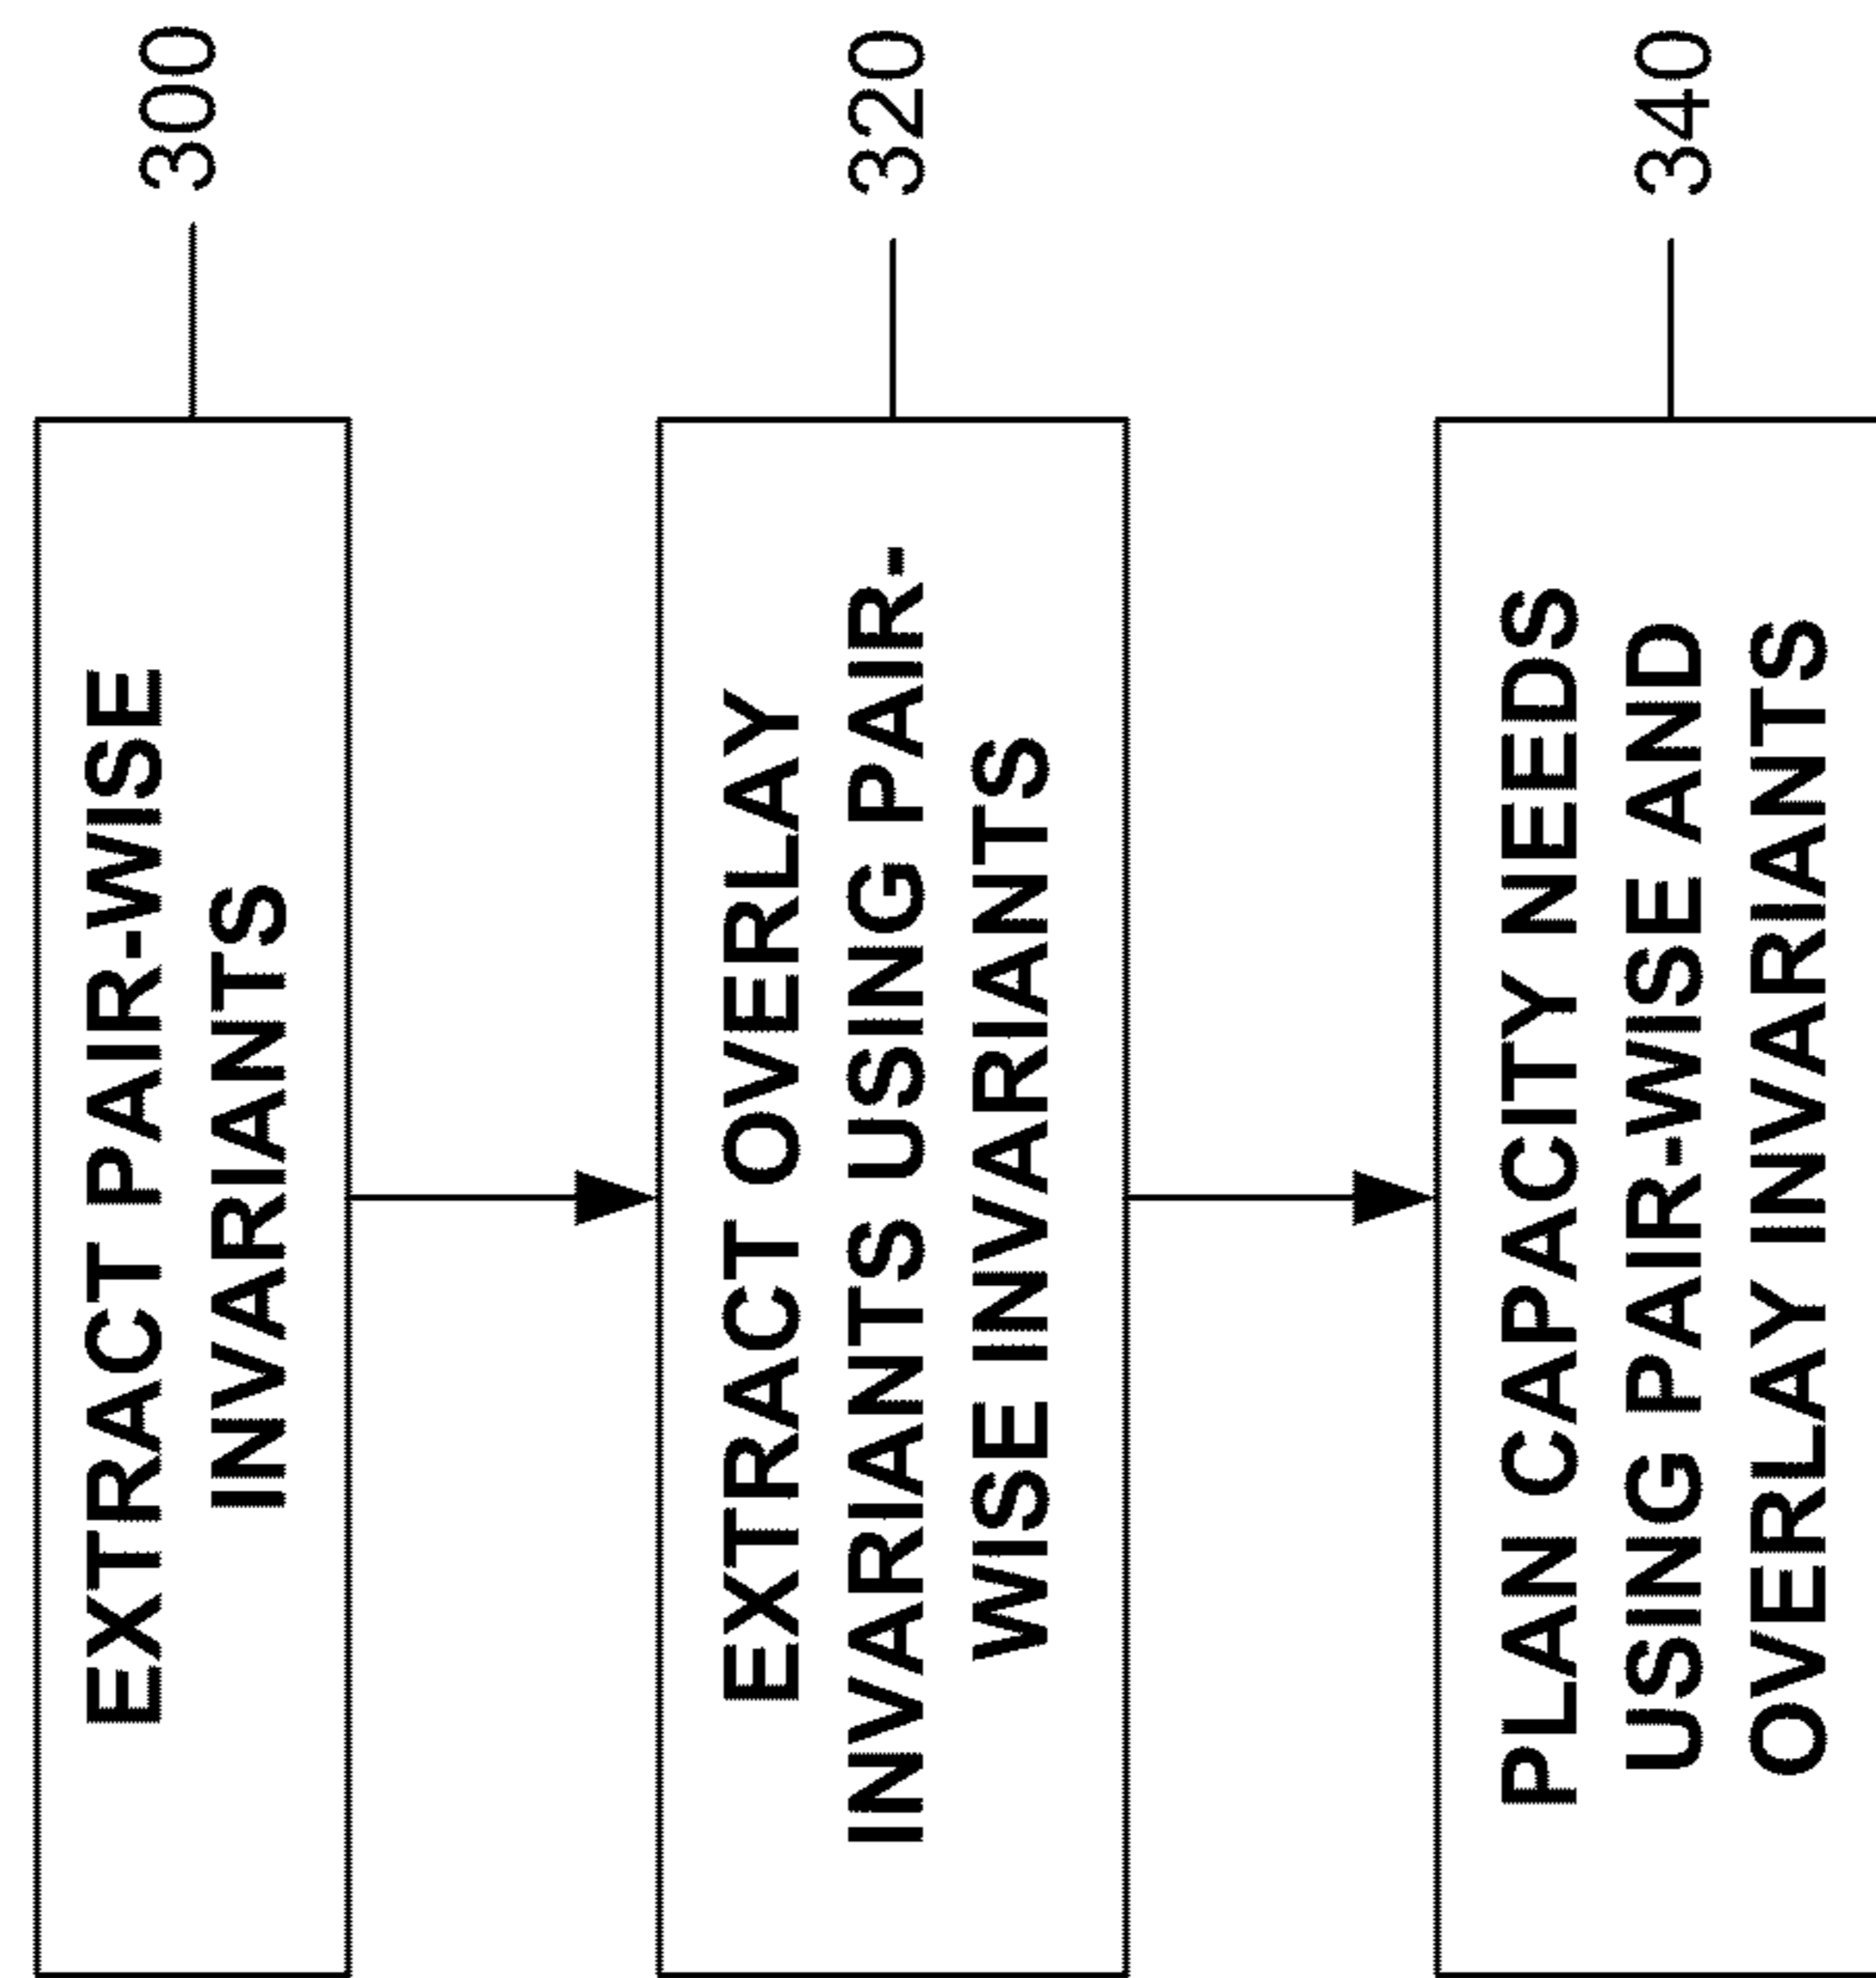 EXTRACT PAIR-WISE
INVARIANTS
300
EXTRACT OVERLAY
INVARIANTS USING PAIR-
WISE INVARIANTS
320
PLAN CAPACITY NEEDS
USING PAIR-WISE AND
OVERLAY INVARIANTS
340